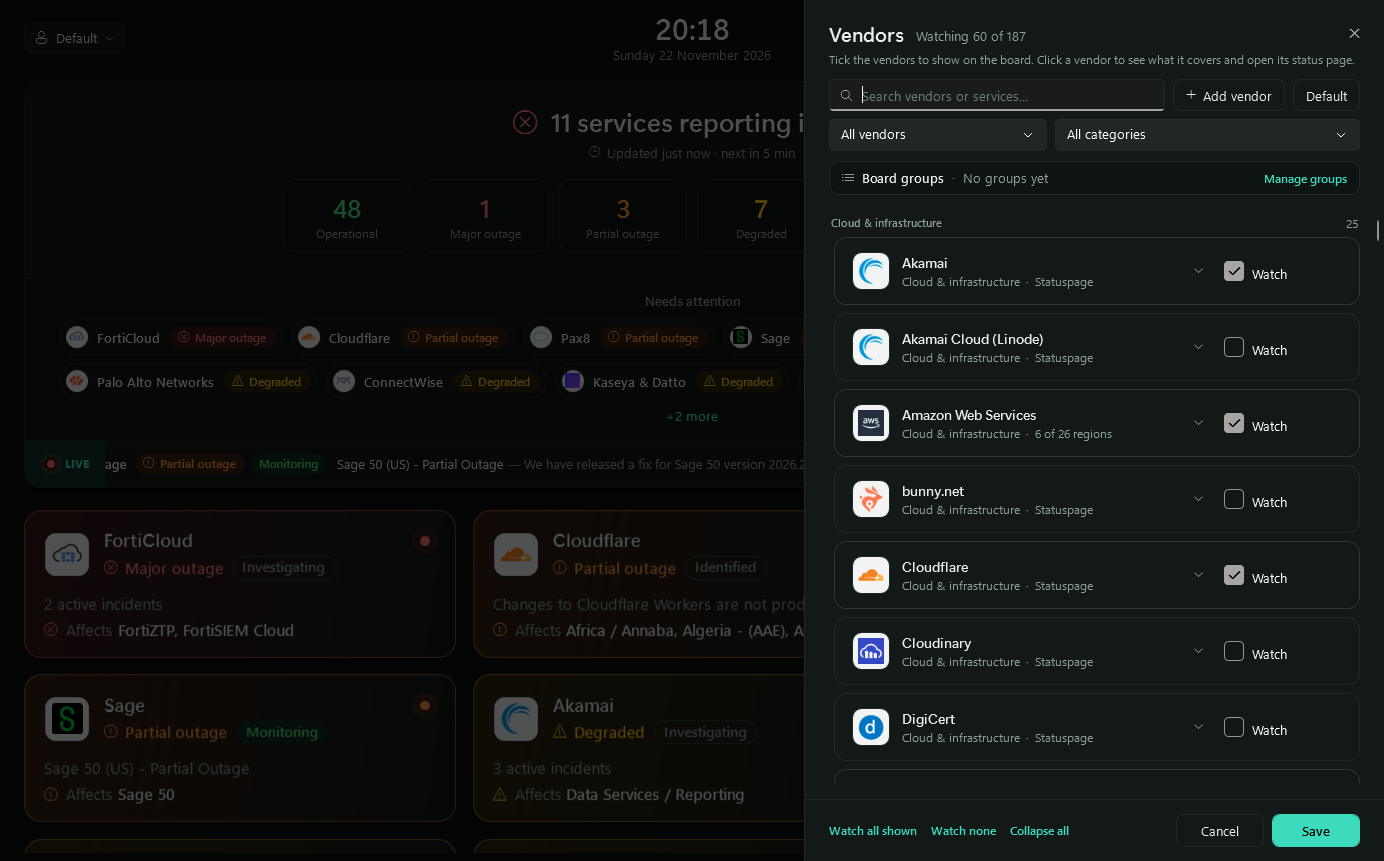 Default
20:18
Sunday 22 November 2026
11 services reporting i
Updated just now · next in 5 min
48
Operational
1
Major outage
3
Partial outage
7
Degraded
Needs attention
FortiCloud Major outage
Cloudflare Partial outage
Pax8 Partial outage
Sage
Palo Alto Networks Degraded
ConnectWise Degraded
Kaseya & Datto Degraded
+2 more
LIVE age Partial outage Monitoring Sage 50 (US) - Partial Outage — We have released a fix for Sage 50 version 2026.2
FortiCloud
Major outage Investigating
2 active incidents
Affects FortiZTP, FortiSIEM Cloud
Cloudflare
Partial outage Identified
Changes to Cloudflare Workers are not prod
Affects Africa / Annaba, Algeria - (AAE), A
Sage
Partial outage Monitoring
Sage 50 (US) - Partial Outage
Affects Sage 50
Akamai
Degraded Investigating
3 active incidents
Affects Data Services / Reporting
Vendors Watching 60 of 187
Tick the vendors to show on the board. Click a vendor to see what it covers and open its status page.
Search vendors or services...
Add vendor
Default
All vendors
All categories
Board groups · No groups yet
Manage groups
Cloud & infrastructure 25
Akamai
Cloud & infrastructure · Statuspage
Watch
Akamai Cloud (Linode)
Cloud & infrastructure · Statuspage
Watch
aws
Amazon Web Services
Cloud & infrastructure · 6 of 26 regions
Watch
bunny.net
Cloud & infrastructure · Statuspage
Watch
Cloudflare
Cloud & infrastructure · Statuspage
Watch
Cloudinary
Cloud & infrastructure · Statuspage
Watch
DigiCert
Cloud & infrastructure · Statuspage
Watch
Watch all shown
Watch none
Collapse all
Cancel
Save